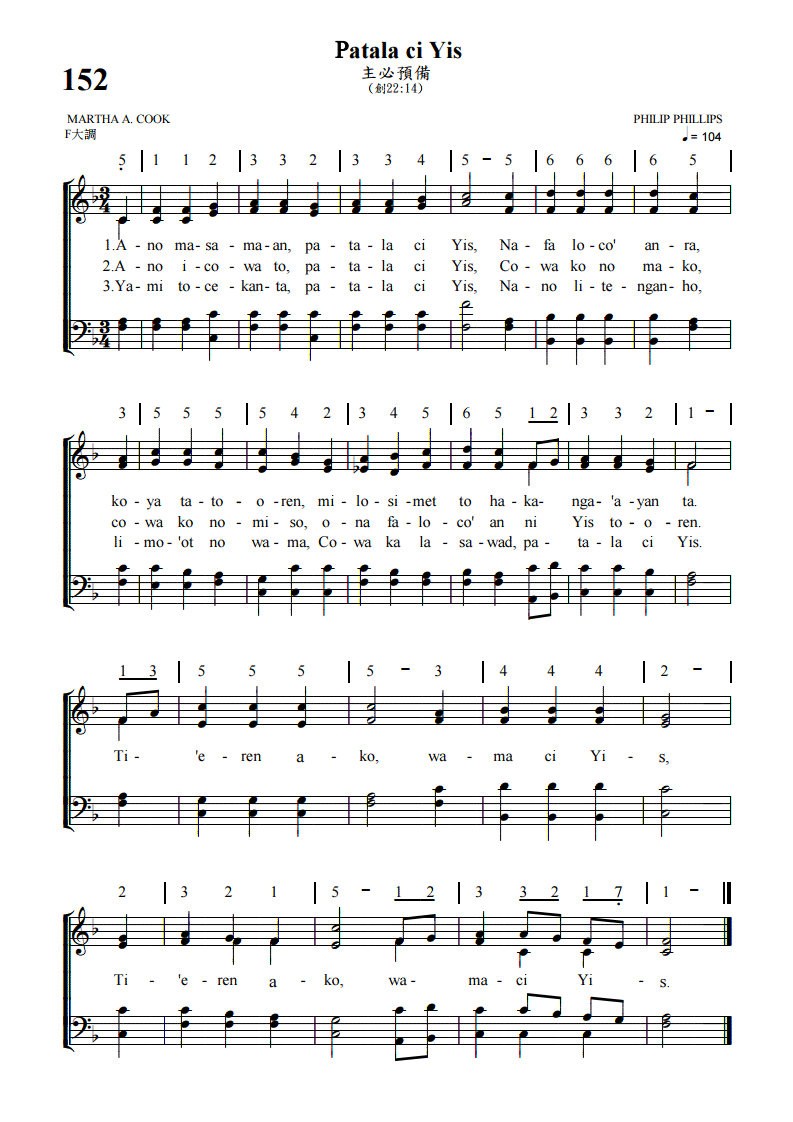 Patala ci Yis
152
主必預備
(創22:14)
MARTHA A. COOK
PHILIP PHILLIPS
F大調
♩= 104
5̣ | 1 1 2 | 3 3 2 | 3 3 4 | 5 - 5 | 6 6 6 | 6 5 |
1.A - no ma - sa - ma - an, pa - ta - la ci Yis, Na - fa lo - co' an - ra,
2.A - no i - co - wa to, pa - ta - la ci Yis, Co - wa ko no ma - ko,
3.Ya - mi to - ce - kan - ta, pa - ta - la ci Yis, Na - no li - te - ngan - ho,
3 | 5 5 5 | 5 4 2 | 3 4 5 | 6 5 1 2 | 3 3 2 | 1 - |
ko - ya ta - to - o - ren, mi - lo - si - met to ha - ka - nga - 'a - yan ta.
co - wa ko no - mi - so, o - na fa - lo - co' an ni Yis to - o - ren.
li - mo - 'ot no wa - ma, Co - wa ka la - sa - wad, pa - ta - la ci Yis.
1 3 | 5 5 5 | 5 - 3 | 4 4 4 | 2 - |
Ti - 'e - ren a - ko, wa - ma ci Yi - s,
2 | 3 2 1 | 5 - 1 2 | 3 3 2 1 7̣ | 1 - ||
Ti - 'e - ren a - ko, wa - ma - ci Yi - s.